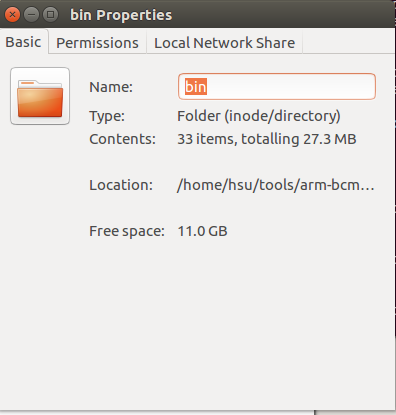 bin Properties
Basic Permissions Local Network Share
Name: bin
Type: Folder (inode/directory)
Contents: 33 items, totalling 27.3 MB
Location: /home/hsu/tools/arm-bcm…
Free space: 11.0 GB